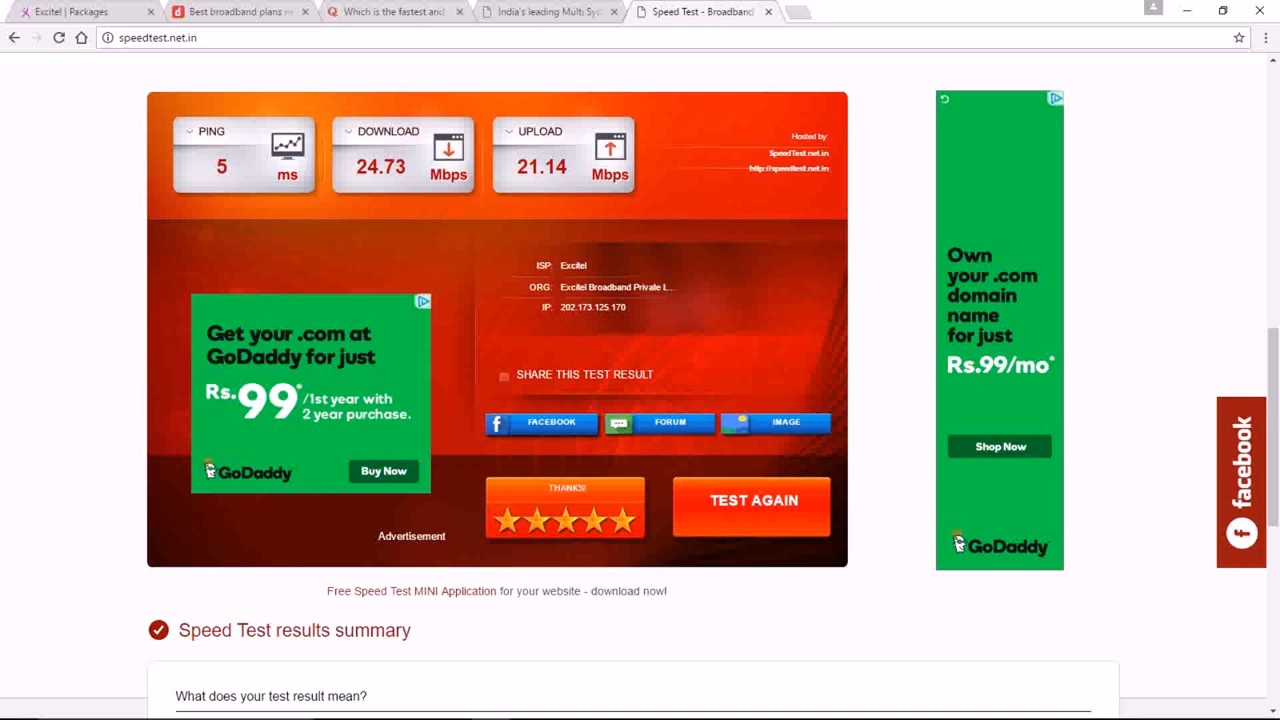 Excitel | Packages
Best broadband plans n
Which is the fastest and
India's leading Multi Sys
Speed Test - Broadband
speedtest.net.in
PING
5
ms
DOWNLOAD
24.73
Mbps
UPLOAD
21.14
Mbps
Hosted by:
SpeedTest.net.in
http://speedtest.net.in
ISP: Excitel
ORG: Excitel Broadband Private L...
IP: 202.173.125.170
SHARE THIS TEST RESULT
FACEBOOK
FORUM
IMAGE
THANKS!
TEST AGAIN
Get your .com at
GoDaddy for just
Rs.99* /1st year with
2 year purchase.
GoDaddy
Buy Now
Advertisement
Own
your .com
domain
name
for just
Rs.99/mo*
Shop Now
GoDaddy
facebook
Free Speed Test MINI Application for your website - download now!
Speed Test results summary
What does your test result mean?